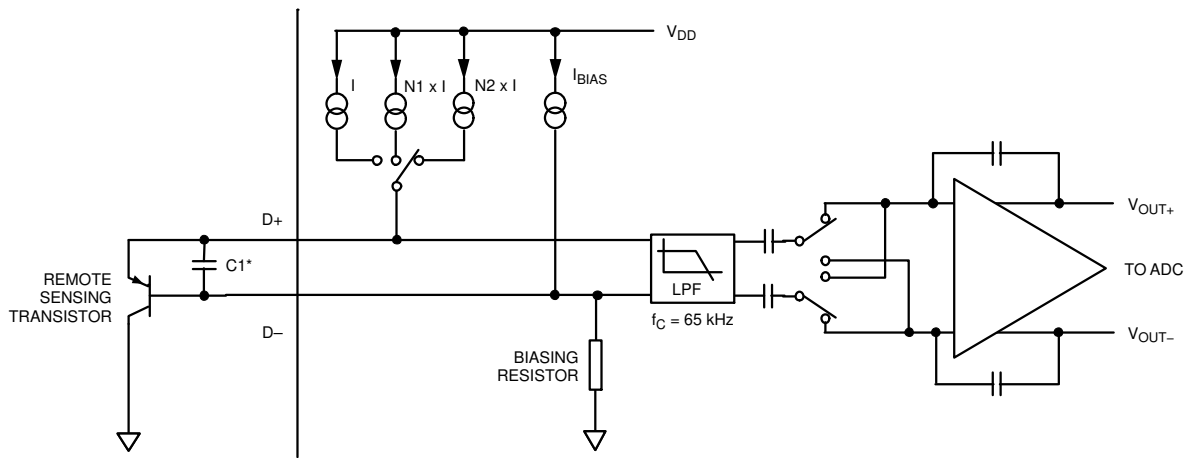 V_DD
I
N1 x I
N2 x I
I_BIAS
D+
C1*
REMOTE
SENSING
TRANSISTOR
D−
LPF
f_C = 65 kHz
BIASING
RESISTOR
V_OUT+
TO ADC
V_OUT−